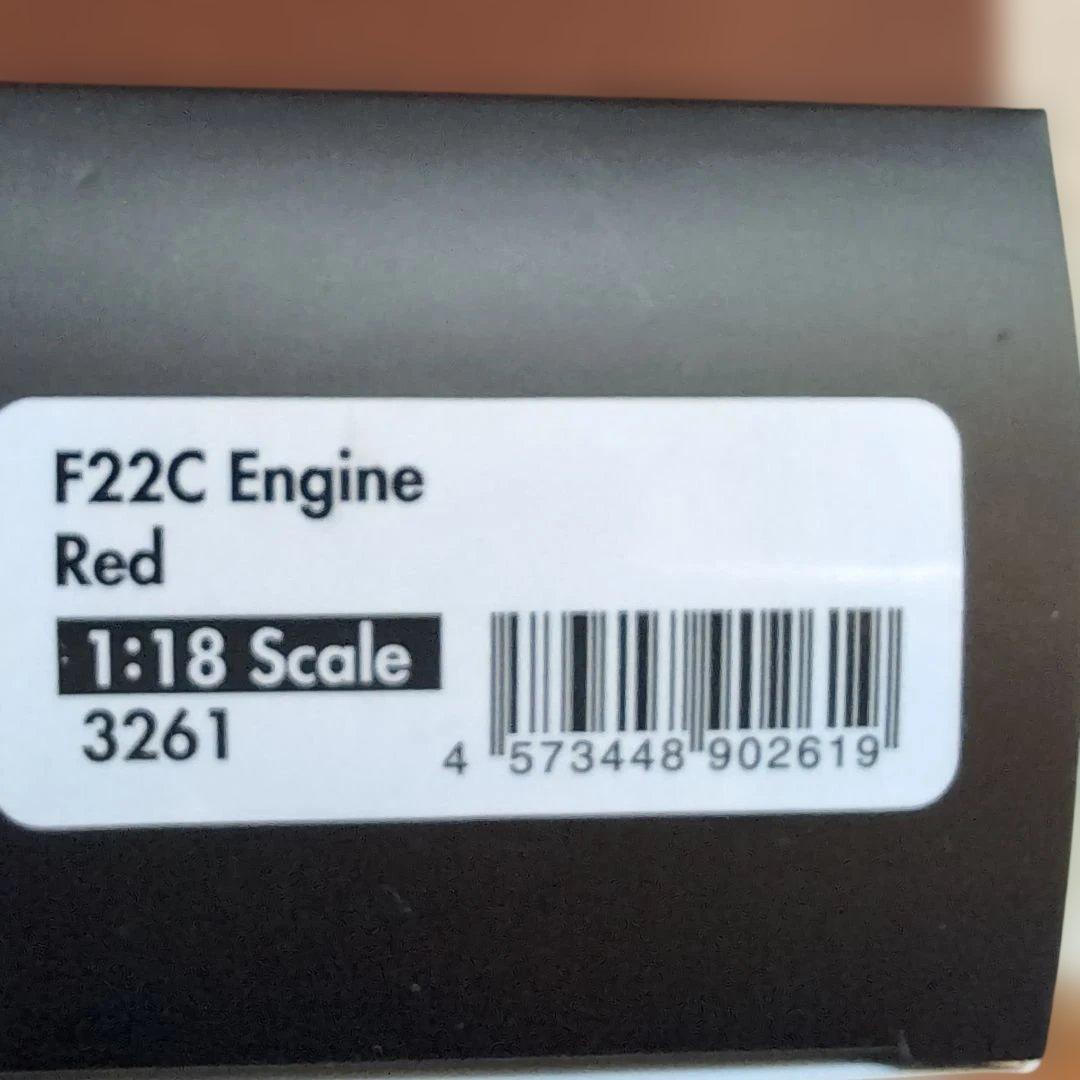 F22C Engine
Red
1:18 Scale
3261
4 573448 902619